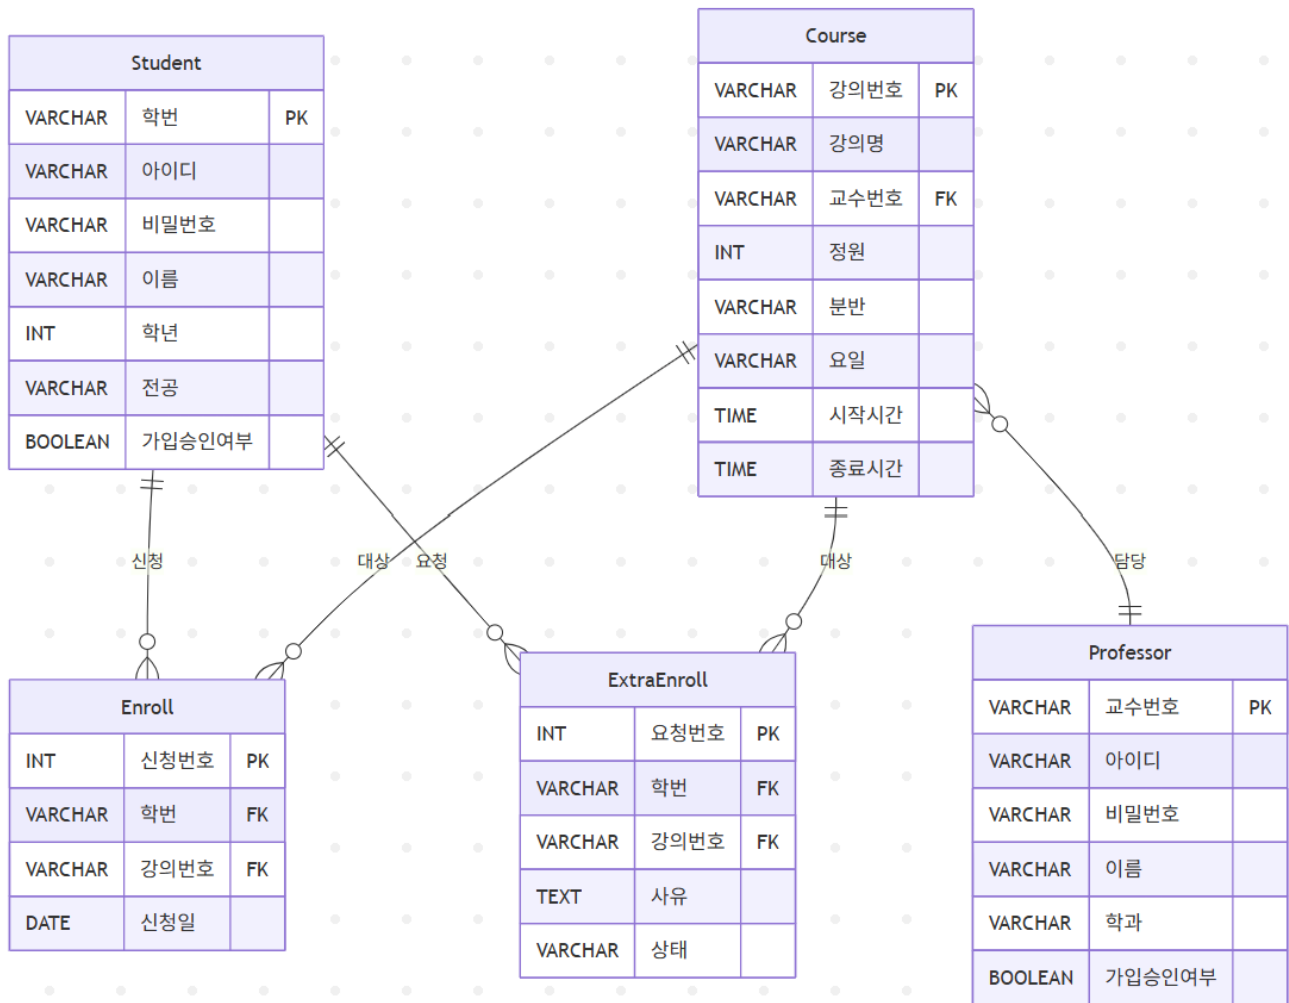 Student
VARCHAR 학번 PK
VARCHAR 아이디
VARCHAR 비밀번호
VARCHAR 이름
INT 학년
VARCHAR 전공
BOOLEAN 가입승인여부
Course
VARCHAR 강의번호 PK
VARCHAR 강의명
VARCHAR 교수번호 FK
INT 정원
VARCHAR 분반
VARCHAR 요일
TIME 시작시간
TIME 종료시간
신청
대상
요청
대상
담당
Enroll
INT 신청번호 PK
VARCHAR 학번 FK
VARCHAR 강의번호 FK
DATE 신청일
ExtraEnroll
INT 요청번호 PK
VARCHAR 학번 FK
VARCHAR 강의번호 FK
TEXT 사유
VARCHAR 상태
Professor
VARCHAR 교수번호 PK
VARCHAR 아이디
VARCHAR 비밀번호
VARCHAR 이름
VARCHAR 학과
BOOLEAN 가입승인여부